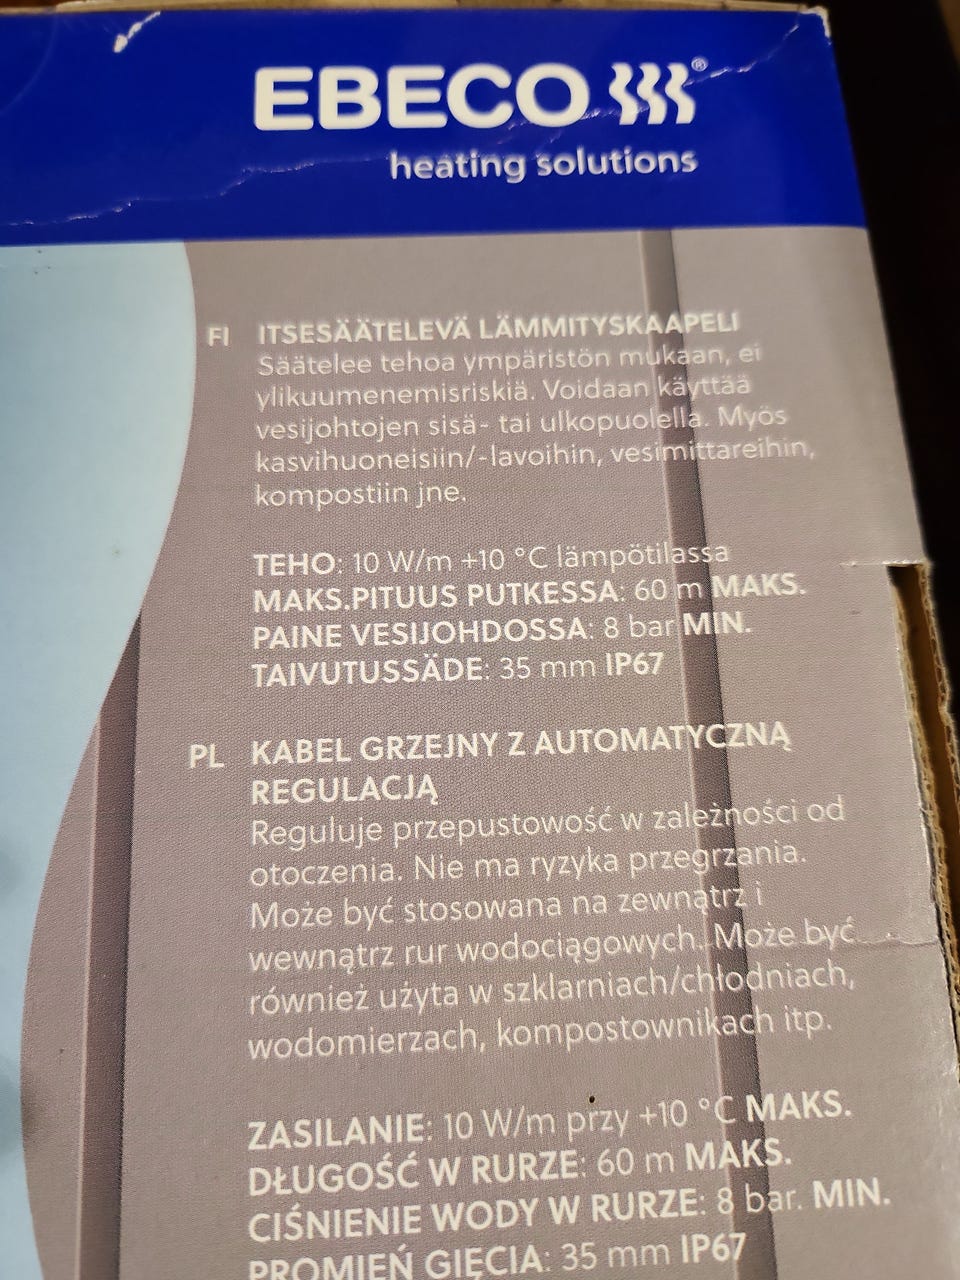 EBECO ®
heating solutions
FI ITSESÄÄTELEVÄ LÄMMITYSKAAPELI
Säätelee tehoa ympäristön mukaan, ei
ylikuumenemisriskiä. Voidaan käyttää
vesijohtojen sisä- tai ulkopuolella. Myös
kasvihuoneisiin/-lavoihin, vesimittareihin,
kompostiin jne.
TEHO: 10 W/m +10 °C lämpötilassa
MAKS.PITUUS PUTKESSA: 60 m MAKS.
PAINE VESIJOHDOSSA: 8 bar MIN.
TAIVUTUSSÄDE: 35 mm IP67
PL KABEL GRZEJNY Z AUTOMATYCZNĄ
REGULACJĄ
Reguluje przepustowość w zależności od
otoczenia. Nie ma ryzyka przegrzania.
Może być stosowana na zewnątrz i
wewnątrz rur wodociągowych. Może być
również użyta w szklarniach/chłodniach,
wodomierzach, kompostownikach itp.
ZASILANIE: 10 W/m przy +10 °C MAKS.
DŁUGOŚĆ W RURZE: 60 m MAKS.
CIŚNIENIE WODY W RURZE: 8 bar. MIN.
PROMIEŃ GIĘCIA: 35 mm IP67